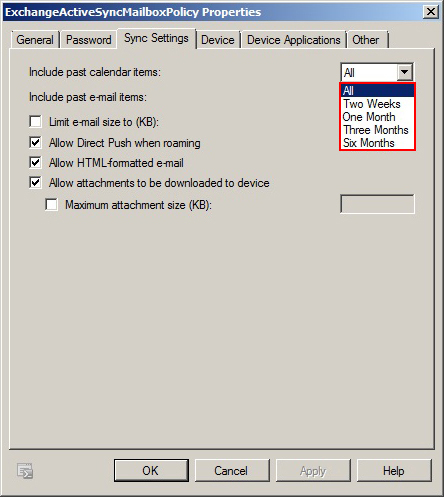 ExchangeActiveSyncMailboxPolicy Properties
General Password Sync Settings Device Device Applications Other
Include past calendar items: All
All
Include past e-mail items:
Two Weeks
One Month
Limit e-mail size to (KB):
Three Months
Allow Direct Push when roaming
Six Months
Allow HTML-formatted e-mail
Allow attachments to be downloaded to device
Maximum attachment size (KB):
OK Cancel Apply Help